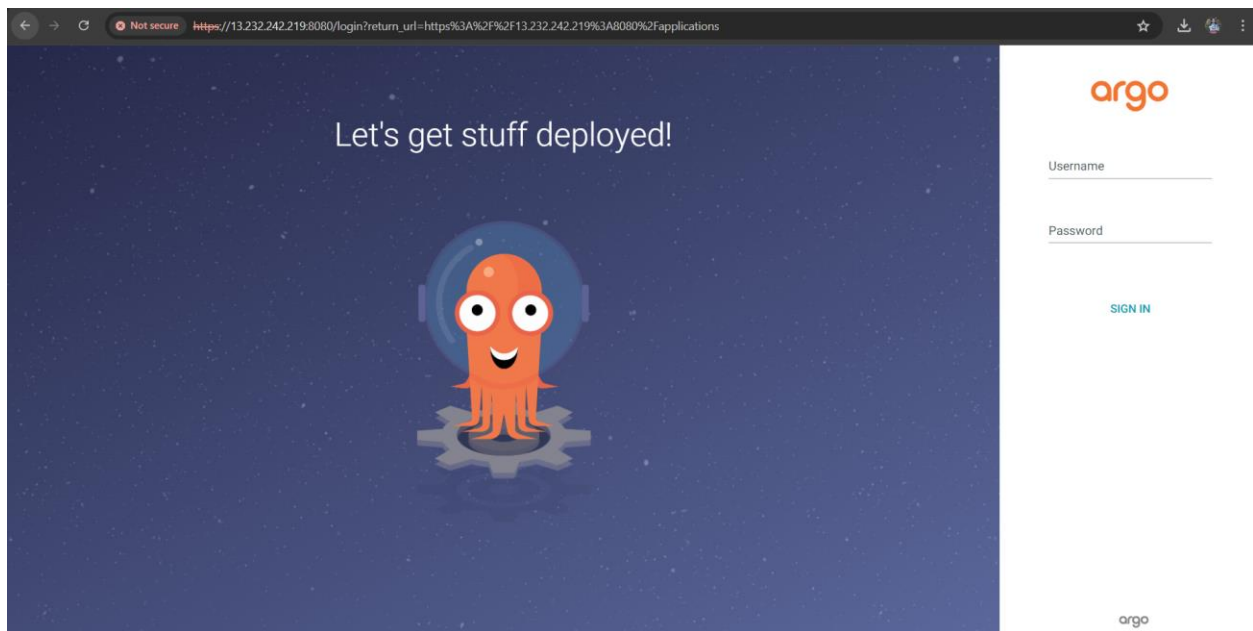 Not secure https://13.232.242.219:8080/login?return_url=https%3A%2F%2F13.232.242.219%3A8080%2Fapplications
Let's get stuff deployed!
argo
Username
Password
SIGN IN
argo